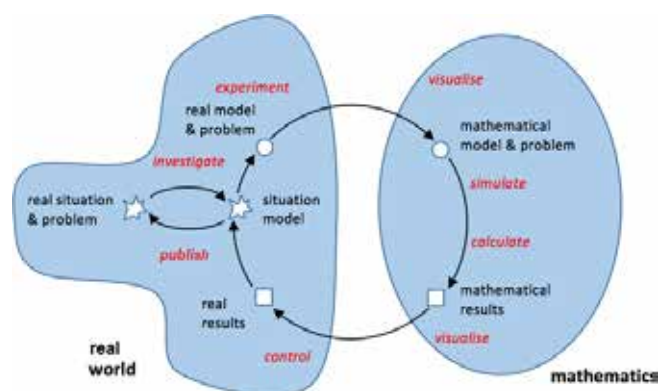 experiment
real model
& problem
investigate
real situation
& problem
situation
model
publish
real
results
control
real
world
visualise
mathematical
model & problem
simulate
calculate
mathematical
results
visualise
mathematics